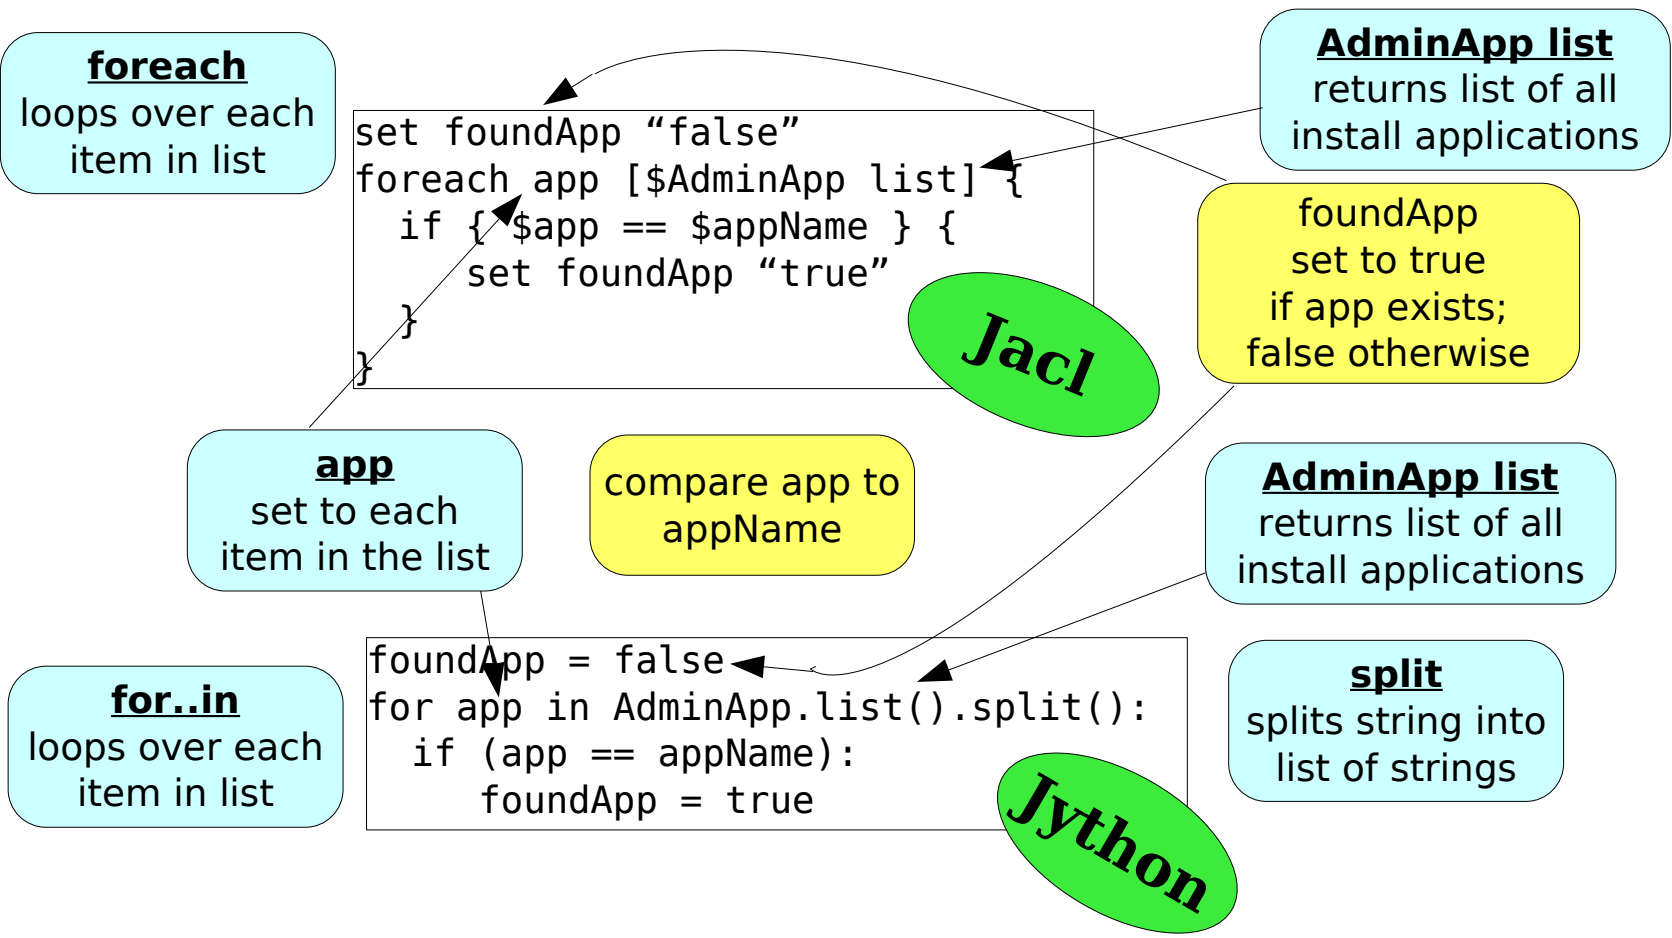 foreach
loops over each
item in list
AdminApp list
returns list of all
install applications
set foundApp “false”
foreach app [$AdminApp list] {
  if { $app == $appName } {
     set foundApp “true”
  }
}
Jacl
foundApp
set to true
if app exists;
false otherwise
app
set to each
item in the list
compare app to
appName
AdminApp list
returns list of all
install applications
for..in
loops over each
item in list
foundApp = false
for app in AdminApp.list().split():
  if (app == appName):
     foundApp = true
Jython
split
splits string into
list of strings